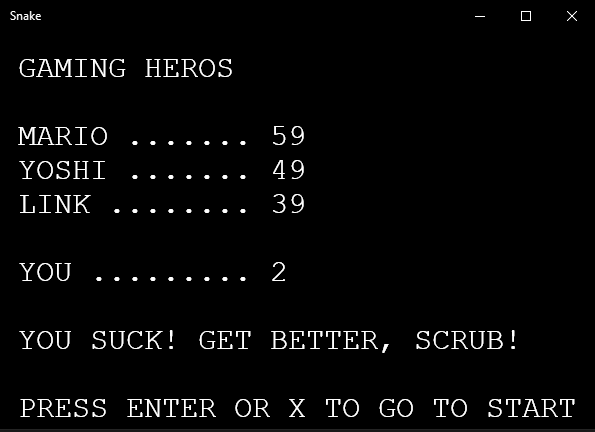 Snake
GAMING HEROS
MARIO ....... 59
YOSHI ....... 49
LINK ........ 39
YOU ......... 2
YOU SUCK! GET BETTER, SCRUB!
PRESS ENTER OR X TO GO TO START